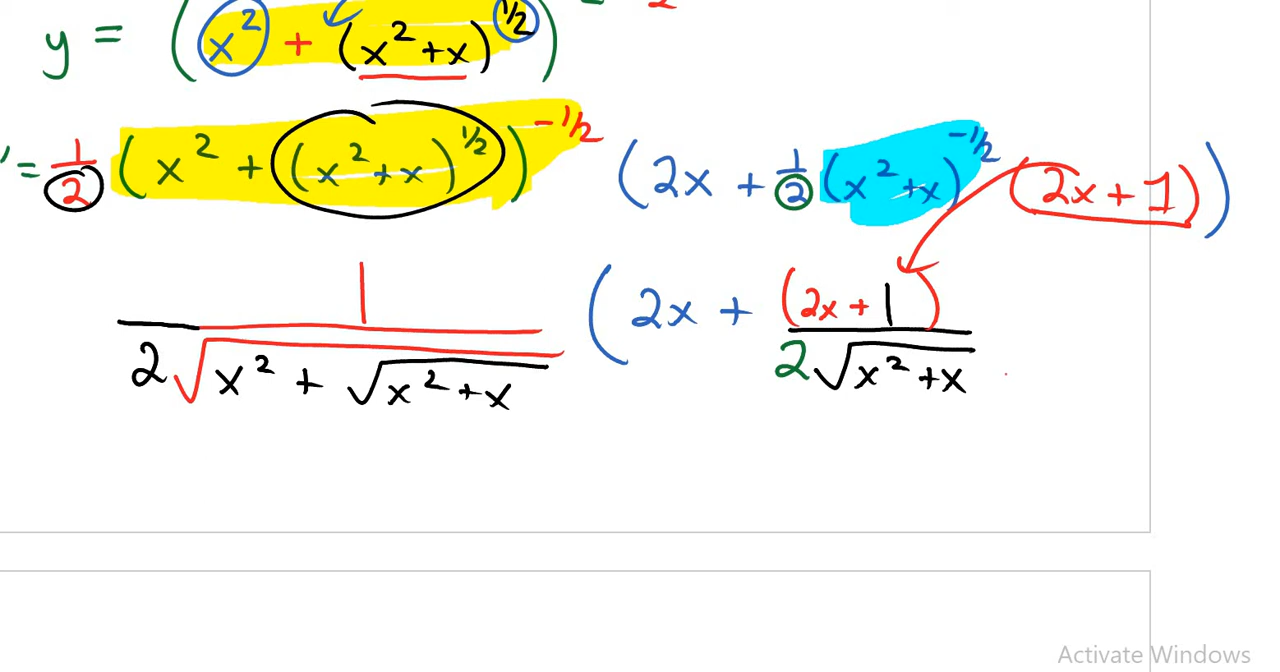 y = (x² + (x²+x)^½)
' = 1/2 (x² + (x²+x)^½)^-½ (2x + 1/2 (x²+x)^-½ (2x+1))
1/(2√(x² + √(x²+x))) (2x + (2x+1)/(2√(x²+x))
Activate Windows